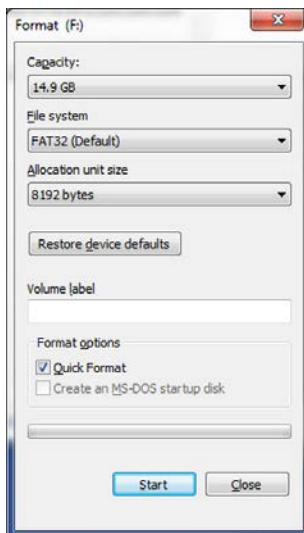 Format (F:)
Capacity:
14.9 GB
File system
FAT32 (Default)
Allocation unit size
8192 bytes
Restore device defaults
Volume label
Format options
Quick Format
Create an MS-DOS startup disk
Start
Close